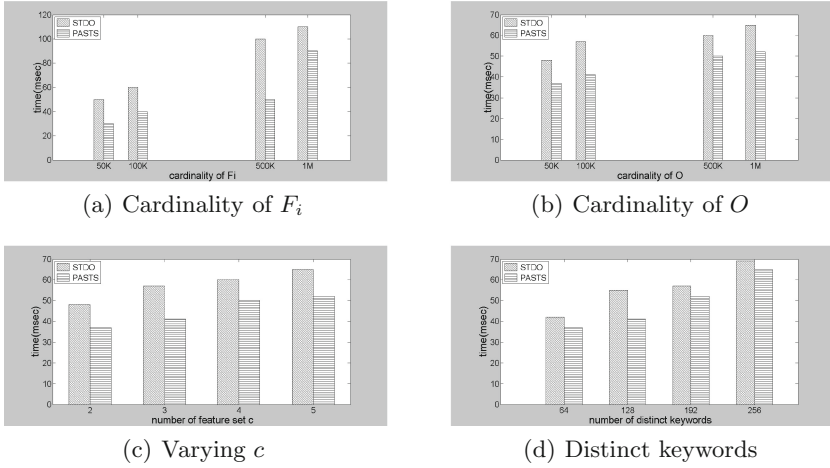 120
100
80
60
40
20
0
time(msec)
STDO
PASTS
50K 100K 500K 1M
cardinality of Fi
(a) Cardinality of Fi
70
60
50
40
30
20
10
0
time(msec)
STDO
PASTS
50K 100K 500K 1M
cardinality of O
(b) Cardinality of O
70
60
50
40
30
20
10
0
time(msec)
STDO
PASTS
2 3 4 5
number of feature set c
(c) Varying c
70
60
50
40
30
20
10
0
time(msec)
STDO
PASTS
64 128 192 256
number of distinct keywords
(d) Distinct keywords